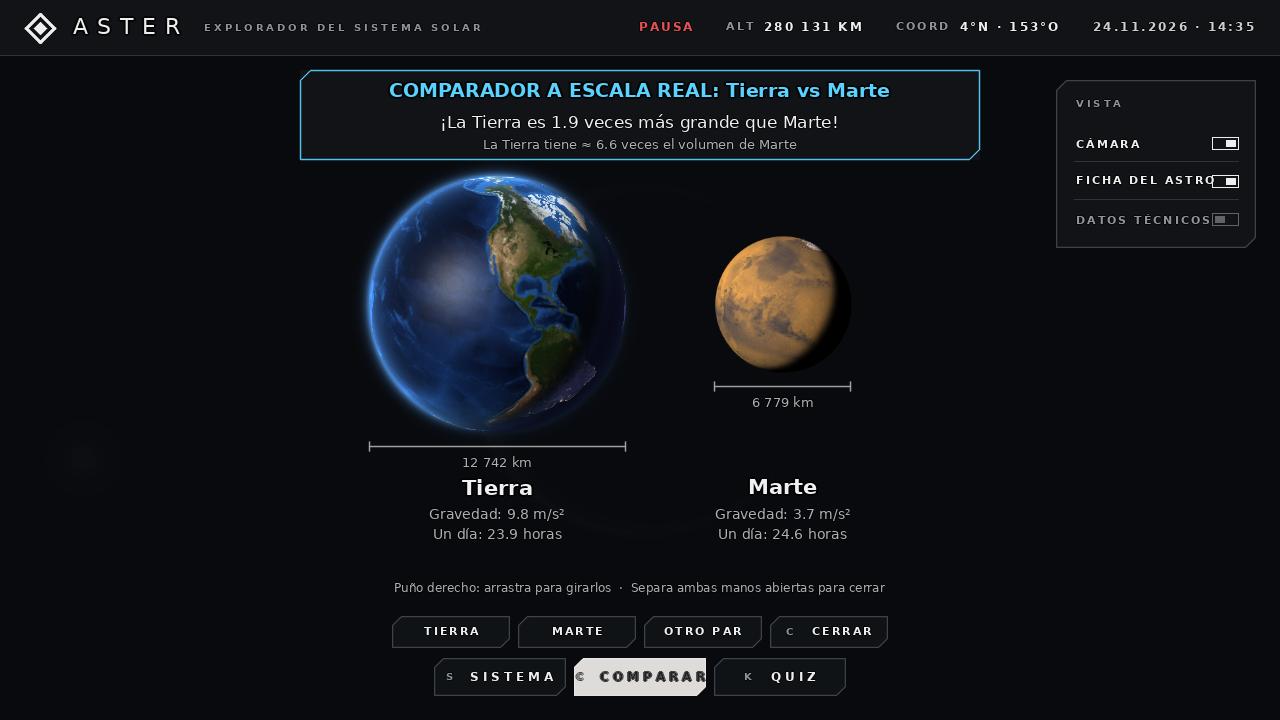 ASTER EXPLORADOR DEL SISTEMA SOLAR PAUSA ALT 280 131 KM COORD 4°N · 153°O 24.11.2026 · 14:35
COMPARADOR A ESCALA REAL: Tierra vs Marte
¡La Tierra es 1.9 veces más grande que Marte!
La Tierra tiene ≈ 6.6 veces el volumen de Marte
VISTA
CÁMARA
FICHA DEL ASTRO
DATOS TÉCNICOS
6 779 km
12 742 km
Tierra Marte
Gravedad: 9.8 m/s² Gravedad: 3.7 m/s²
Un día: 23.9 horas Un día: 24.6 horas
Puño derecho: arrastra para girarlos · Separa ambas manos abiertas para cerrar
TIERRA MARTE OTRO PAR C CERRAR
S SISTEMA C COMPARAR K QUIZ